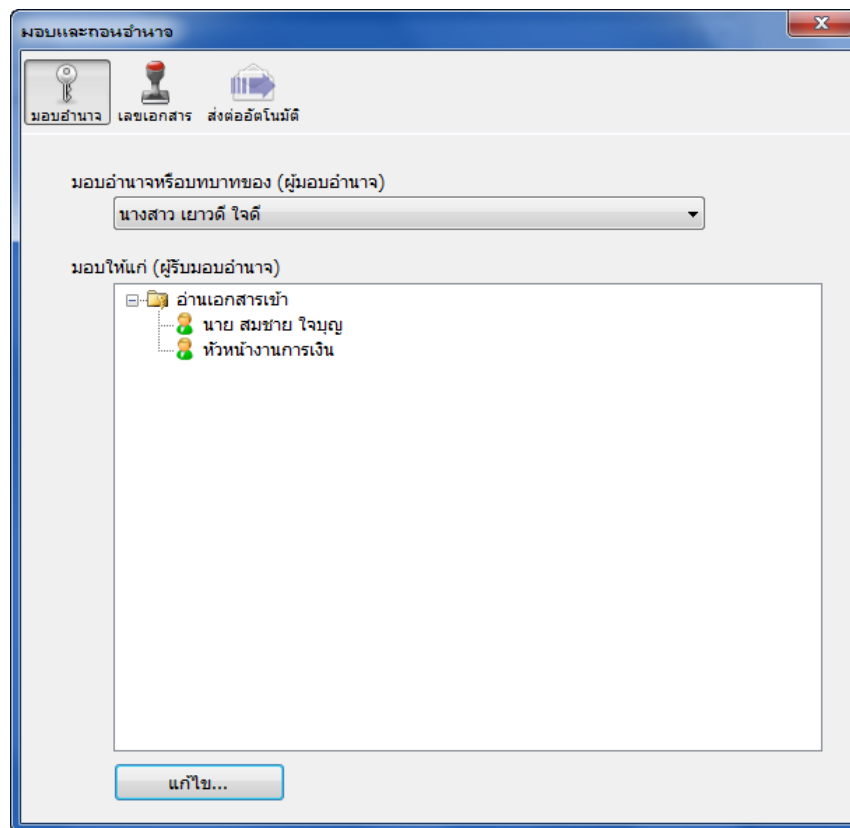 มอบและถอนอำนาจ
มอบอำนาจ เลขเอกสาร ส่งต่ออัตโนมัติ
มอบอำนาจหรือบทบาทของ (ผู้มอบอำนาจ)
นางสาว เยาวดี ใจดี
มอบให้แก่ (ผู้รับมอบอำนาจ)
อ่านเอกสารเข้า
นาย สมชาย ใจบุญ
หัวหน้างานการเงิน
แก้ไข...